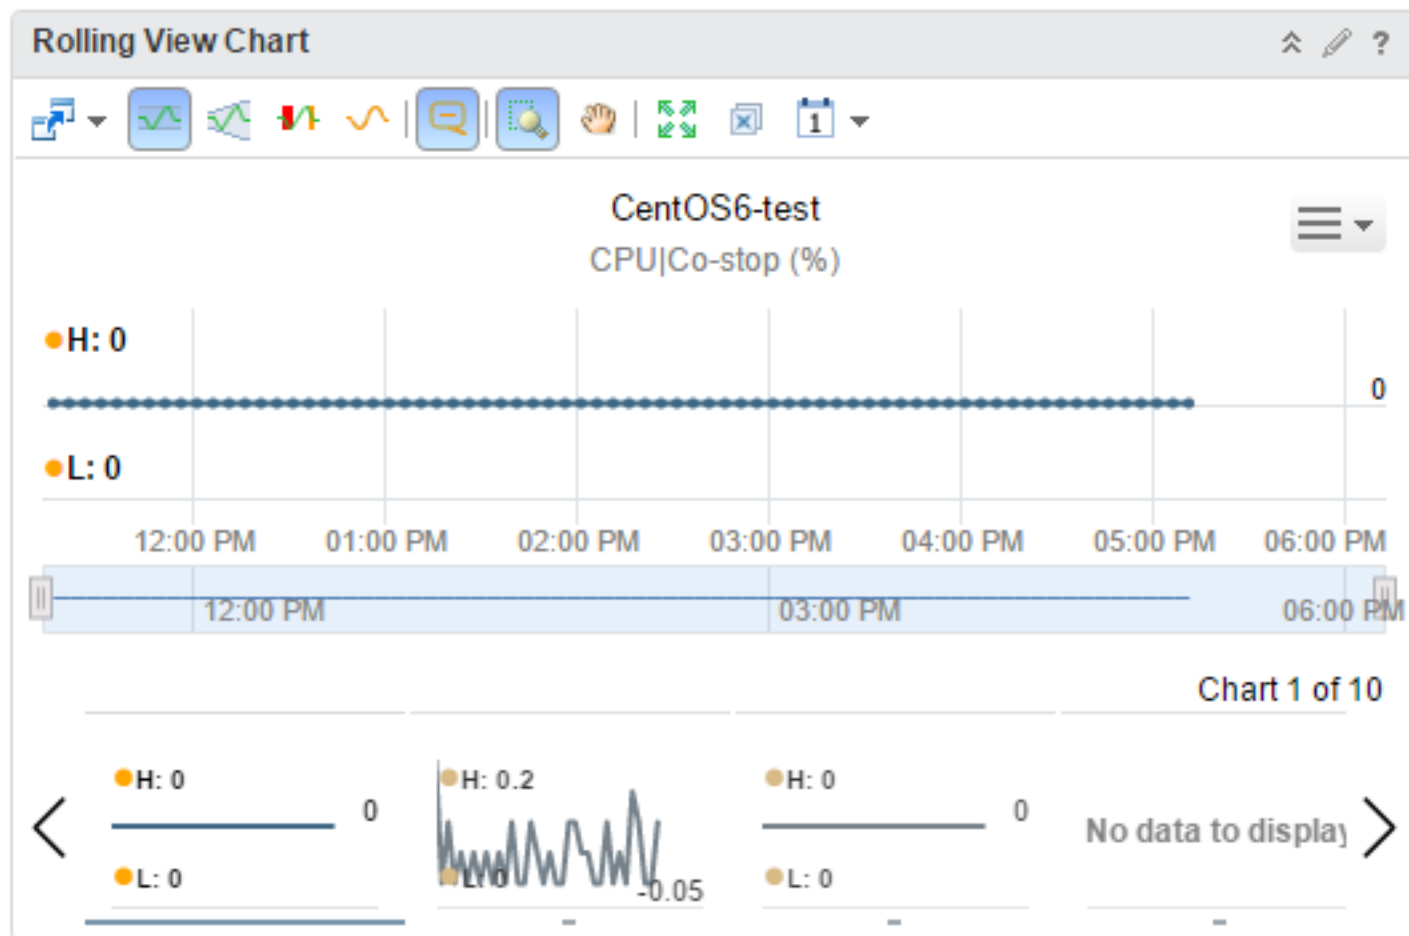 Rolling View Chart ?
1
CentOS6-test
CPU|Co-stop (%)
H: 0
0
L: 0
12:00 PM 01:00 PM 02:00 PM 03:00 PM 04:00 PM 05:00 PM 06:00 PM
12:00 PM 03:00 PM 06:00 PM
Chart 1 of 10
H: 0 H: 0.2 H: 0
0 0
No data to display
L: 0 L: 0 -0.05 L: 0